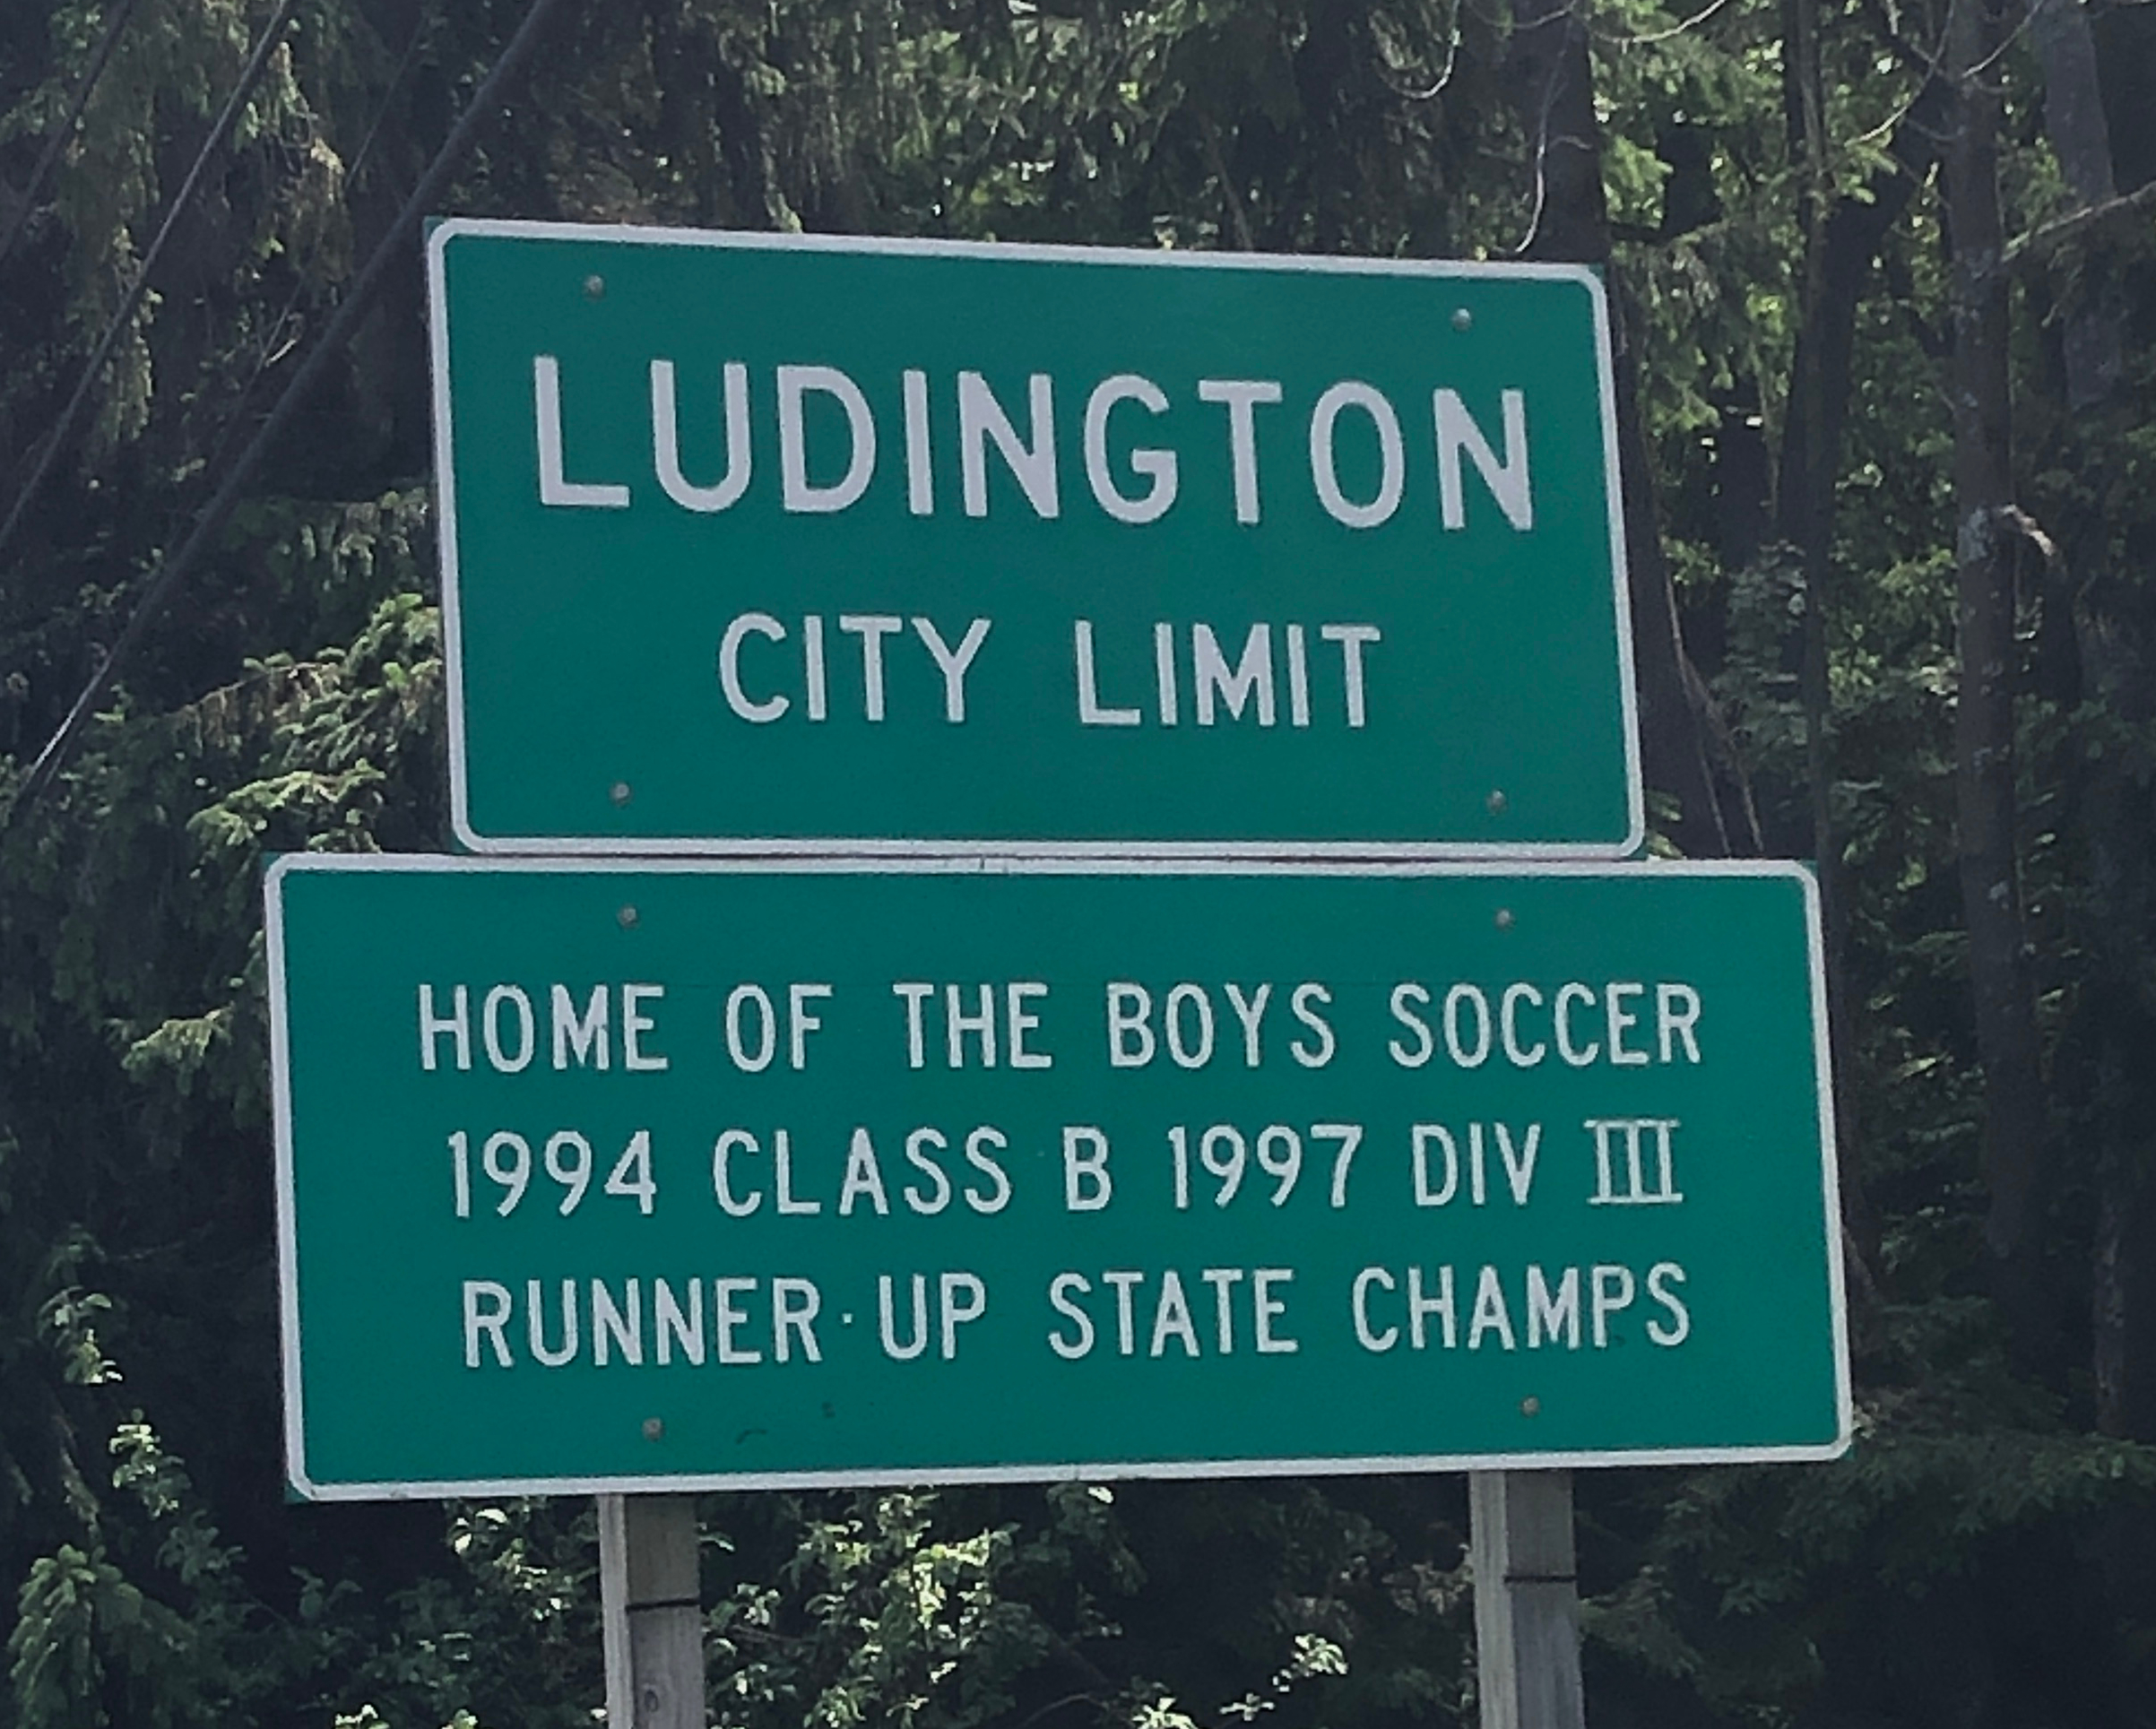 LUDINGTON
CITY LIMIT
HOME OF THE BOYS SOCCER
1994 CLASS B 1997 DIV III
RUNNER·UP STATE CHAMPS